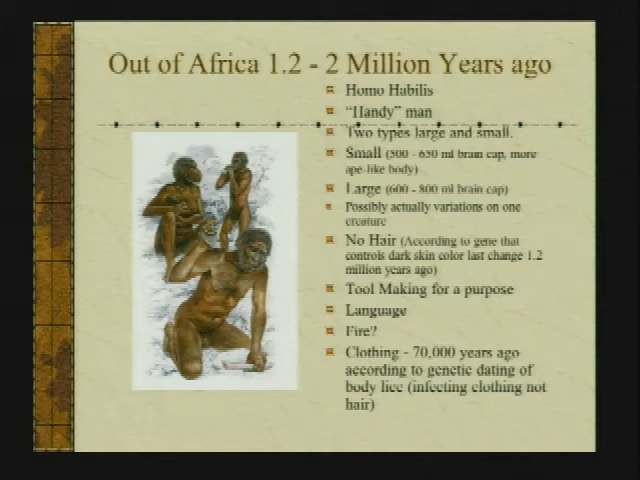 Out of Africa 1.2 - 2 Million Years ago
Homo Habilis
“Handy” man
Two types large and small.
Small (500 - 650 ml brain cap, more
ape-like body)
Large (600 - 800 ml brain cap)
Possibly actually variations on one
creature
No Hair (According to gene that
controls dark skin color last change 1.2
million years ago)
Tool Making for a purpose
Language
Fire?
Clothing - 70,000 years ago
according to genetic dating of
body lice (infecting clothing not
hair)